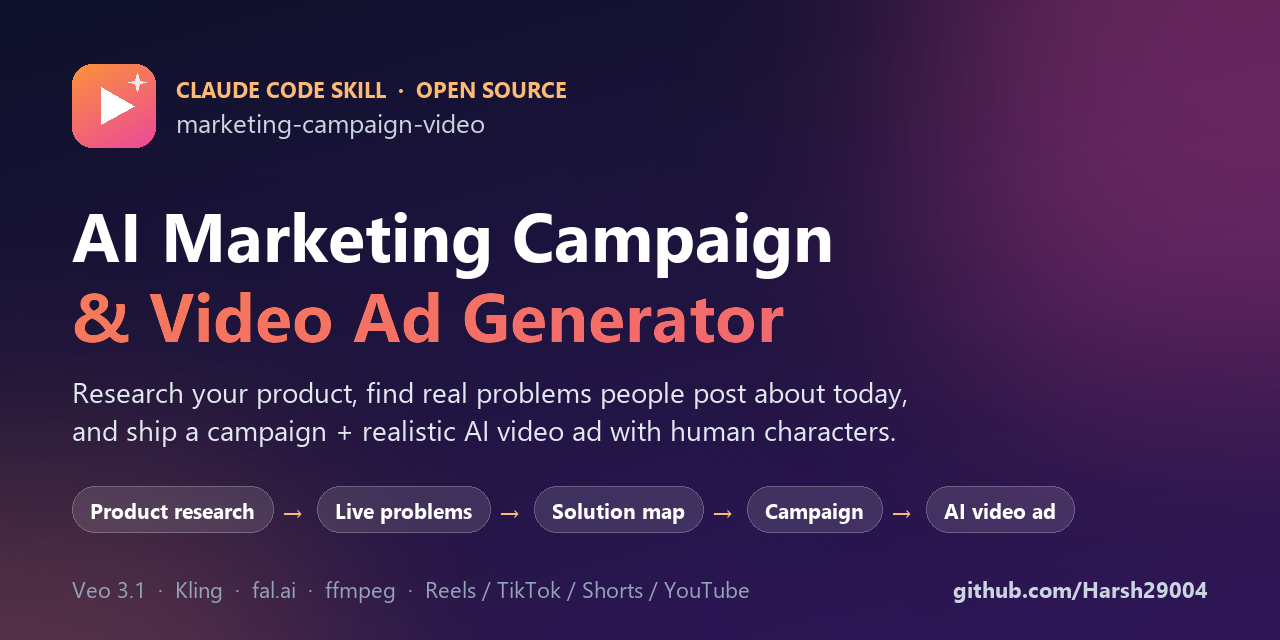 CLAUDE CODE SKILL · OPEN SOURCE
marketing-campaign-video
AI Marketing Campaign
& Video Ad Generator
Research your product, find real problems people post about today,
and ship a campaign + realistic AI video ad with human characters.
Product research → Live problems → Solution map → Campaign → AI video ad
Veo 3.1 · Kling · fal.ai · ffmpeg · Reels / TikTok / Shorts / YouTube
github.com/Harsh29004